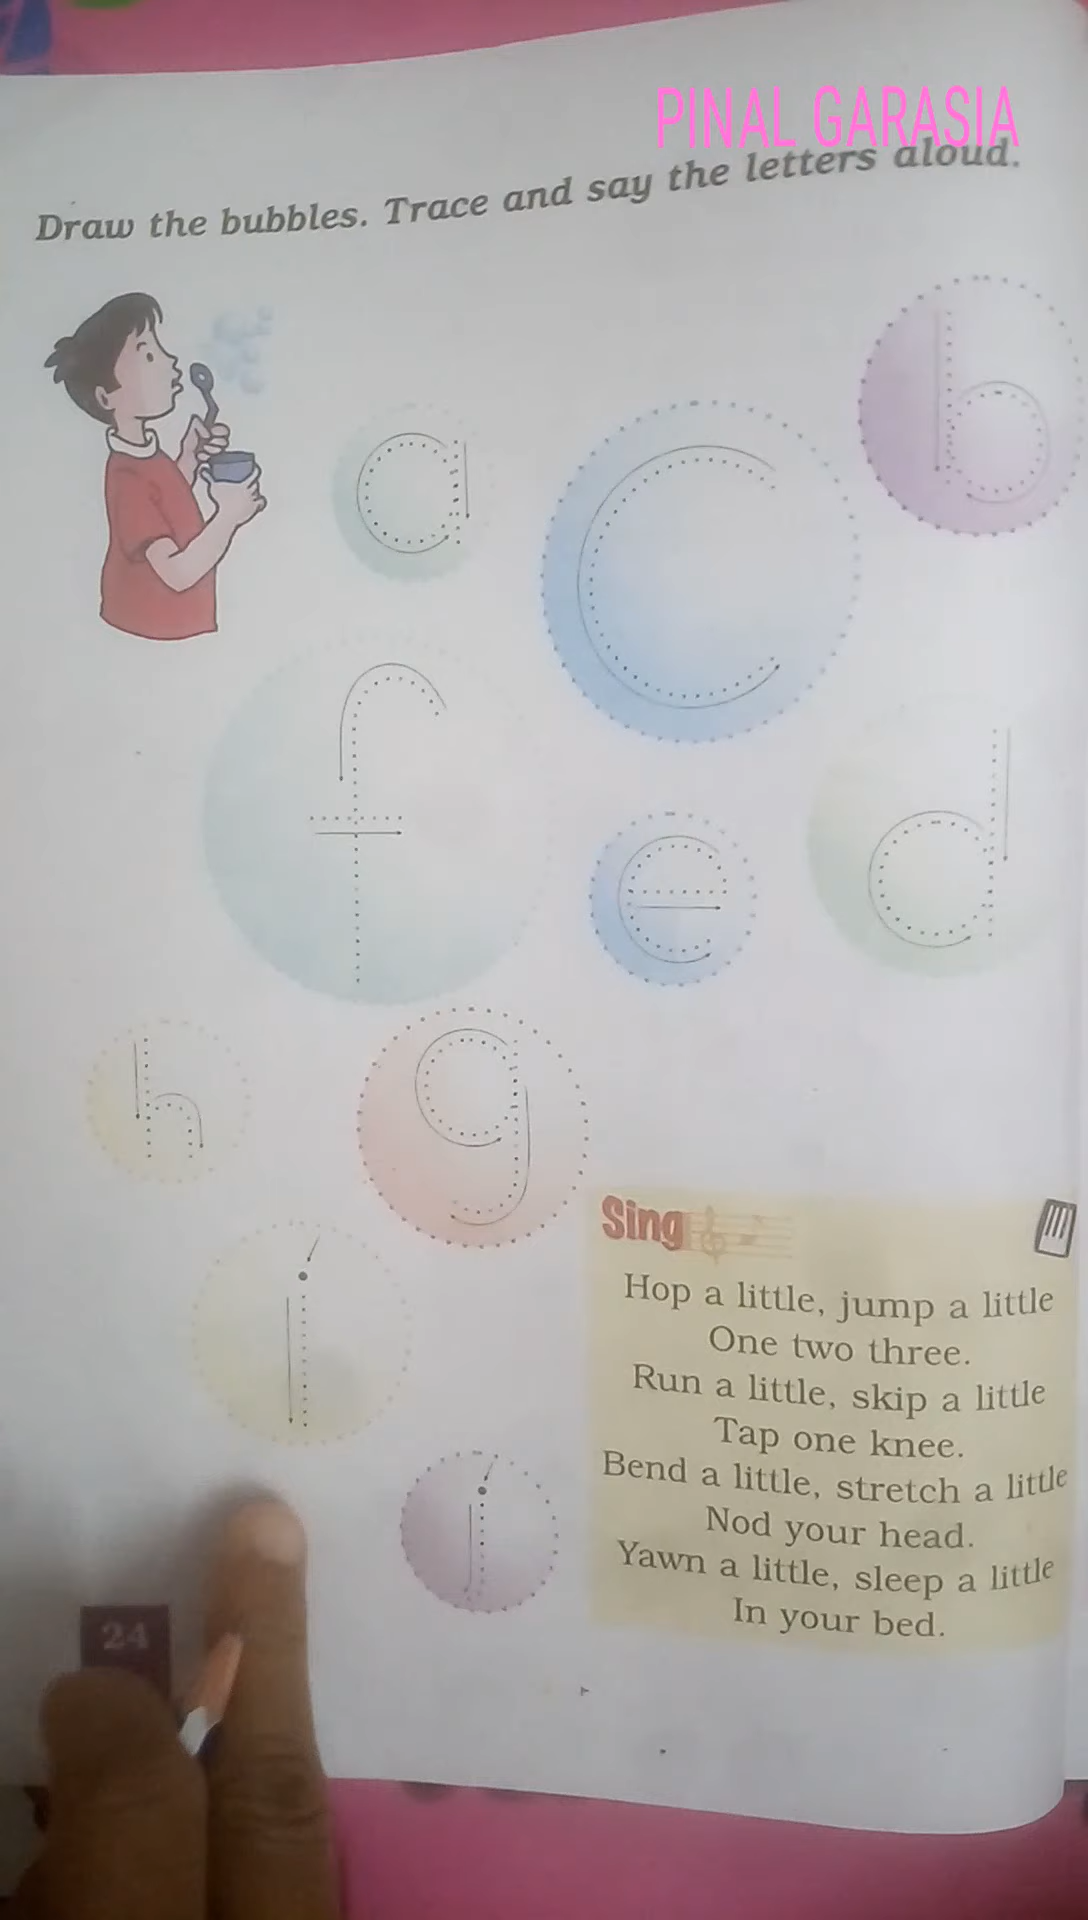 PINAL GARASIA
Draw the bubbles. Trace and say the letters aloud.
a
c
b
f
e
d
h
g
i
j
Sing
Hop a little, jump a little
One two three.
Run a little, skip a little
Tap one knee.
Bend a little, stretch a little
Nod your head.
Yawn a little, sleep a little
In your bed.
24